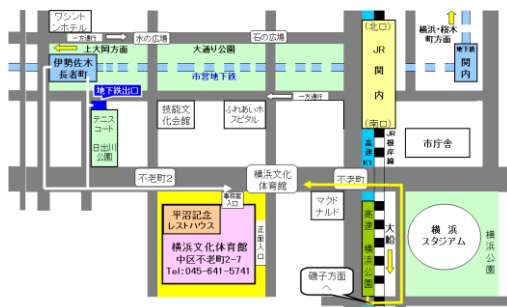 ワシントンホテル
一方通行
水の広場
石の広場
上大岡方面
大通り公園
伊勢佐木
長者町
市営地下鉄
地下鉄出口
一方通行
テニス
コート
日出川
公園
技能文
化会館
ふれあいホ
スピタル
(北口)
JR
関内
(南口)
横浜・桜木
町方面
地下鉄
関内
高速K1
JR根岸線
市庁舎
不老町2
事務室
入口
横浜文化
体育館
不老町
平沼記念
レストハウス
横浜文化体育館
中区不老町2-7
Tel:045-641-5741
正面入口
マクド
ナルド
高速
横浜公園
大船
横浜
スタジアム
横浜公園
磯子方面
へ